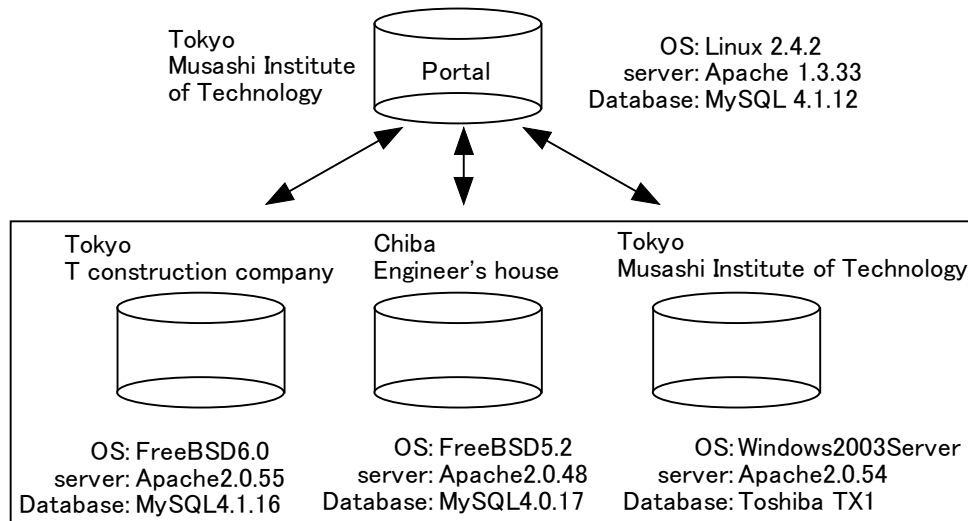 Tokyo
Musashi Institute
of Technology
Portal
OS: Linux 2.4.2
server: Apache 1.3.33
Database: MySQL 4.1.12
Tokyo
T construction company
Chiba
Engineer's house
Tokyo
Musashi Institute of Technology
OS: FreeBSD6.0
server: Apache2.0.55
Database: MySQL4.1.16
OS: FreeBSD5.2
server: Apache2.0.48
Database: MySQL4.0.17
OS: Windows2003Server
server: Apache2.0.54
Database: Toshiba TX1